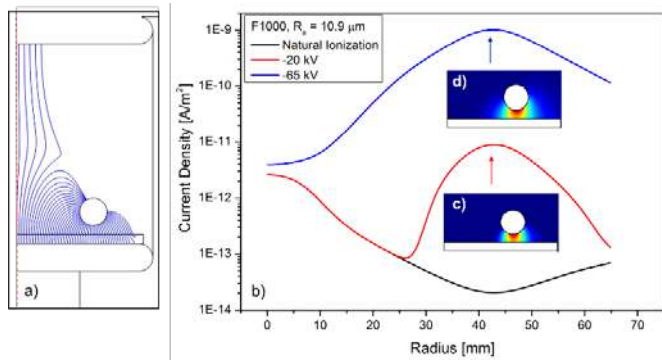 a)
F1000, Rₐ = 10.9 µm
Natural Ionization
-20 kV
-65 kV
1E-9
1E-10
1E-11
1E-12
1E-13
1E-14
Current Density [A/m²]
d)
c)
b)
0 10 20 30 40 50 60 70
Radius [mm]